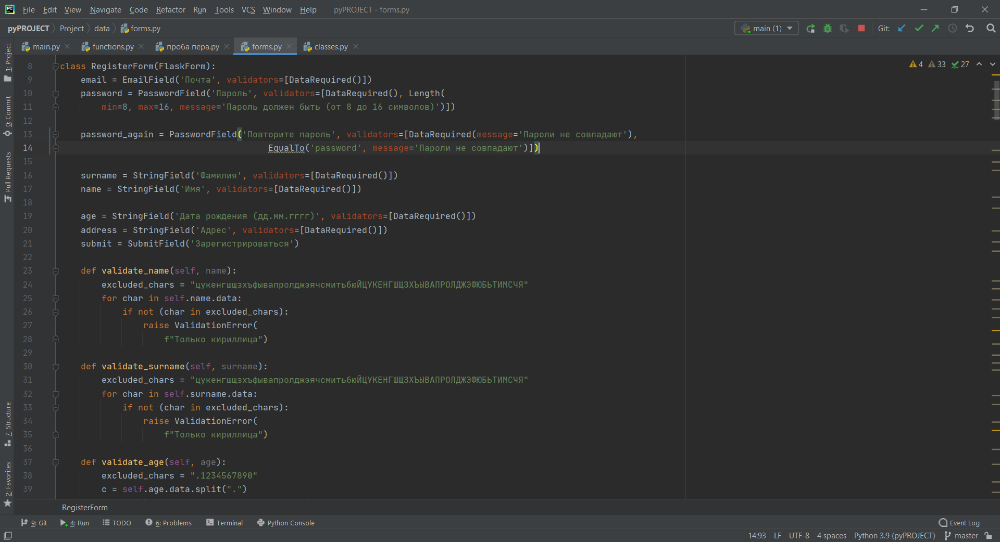 File Edit View Navigate Code Refactor Run Tools VCS Window Help pyPROJECT - forms.py
pyPROJECT Project data forms.py main (1) Git:
main.py functions.py проба пера.py forms.py classes.py
4 33 27
8 class RegisterForm(FlaskForm):
9 email = EmailField('Почта', validators=[DataRequired()])
10 password = PasswordField('Пароль', validators=[DataRequired(), Length(
11 min=8, max=16, message='Пароль должен быть (от 8 до 16 символов)')])
12
13 password_again = PasswordField('Повторите пароль', validators=[DataRequired(message='Пароли не совпадают'),
14 EqualTo('password', message='Пароли не совпадают')])
15
16 surname = StringField('Фамилия', validators=[DataRequired()])
17 name = StringField('Имя', validators=[DataRequired()])
18
19 age = StringField('Дата рождения (дд.мм.гггг)', validators=[DataRequired()])
20 address = StringField('Адрес', validators=[DataRequired()])
21 submit = SubmitField('Зарегистрироваться')
22
23 def validate_name(self, name):
24 excluded_chars = "цукенгшщзхъфывапролджэячсмитьбюЙЦУКЕНГШЩЗХЪЫВАПРОЛДЖЭФЮБЬТИМСЧЯ"
25 for char in self.name.data:
26 if not (char in excluded_chars):
27 raise ValidationError(
28 f"Только кириллица")
29
30 def validate_surname(self, surname):
31 excluded_chars = "цукенгшщзхъфывапролджэячсмитьбюЙЦУКЕНГШЩЗХЪЫВАПРОЛДЖЭФЮБЬТИМСЧЯ"
32 for char in self.surname.data:
33 if not (char in excluded_chars):
34 raise ValidationError(
35 f"Только кириллица")
36
37 def validate_age(self, age):
38 excluded_chars = ".1234567890"
39 c = self.age.data.split(".")
1: Project
0: Commit
Pull Requests
7: Structure
2: Favorites
RegisterForm
9: Git 4: Run TODO 6: Problems Terminal Python Console Event Log
14:93 LF UTF-8 4 spaces Python 3.9 (pyPROJECT) master